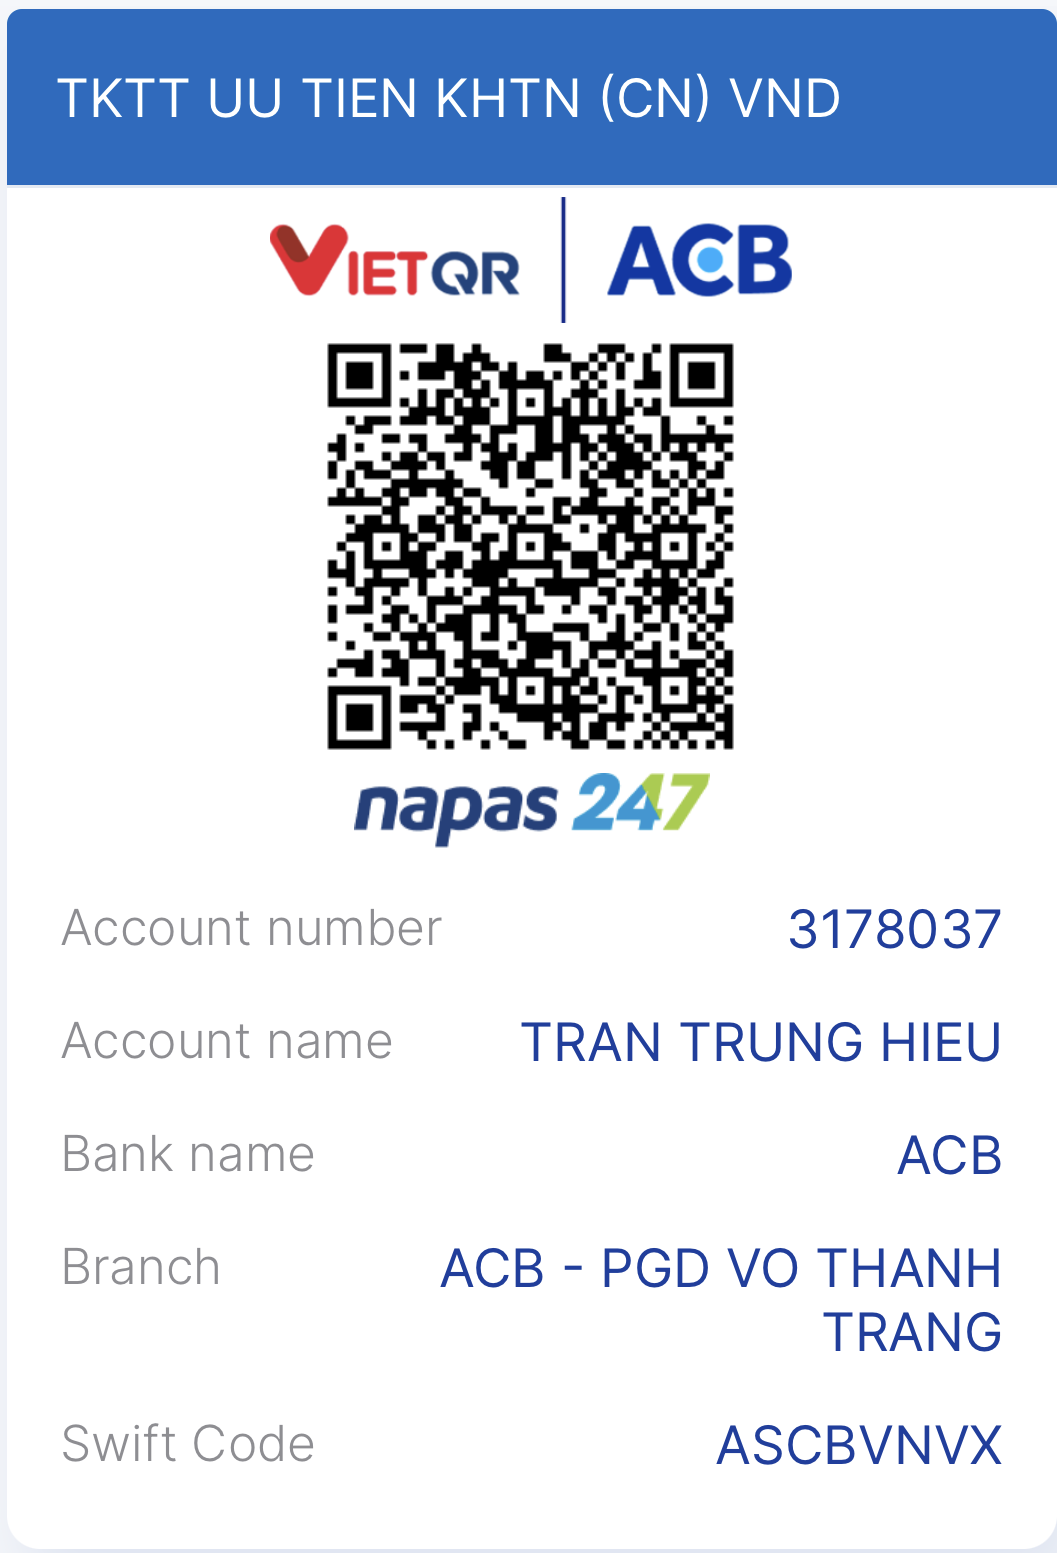 TKTT UU TIEN KHTN (CN) VND
VIETQR | ACB
napas 247
Account number 3178037
Account name TRAN TRUNG HIEU
Bank name ACB
Branch ACB - PGD VO THANH
TRANG
Swift Code ASCBVNVX